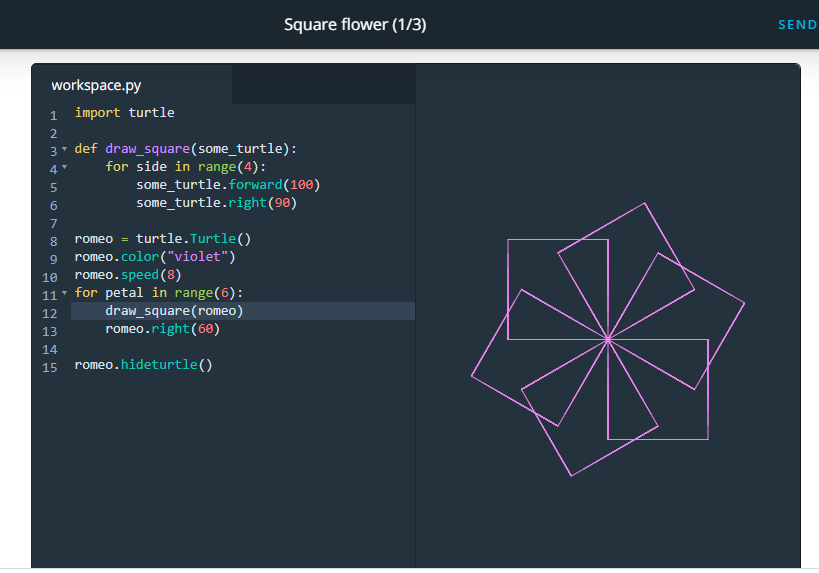 Square flower (1/3)
SEND
workspace.py
1 import turtle
2
3 def draw_square(some_turtle):
4     for side in range(4):
5         some_turtle.forward(100)
6         some_turtle.right(90)
7
8 romeo = turtle.Turtle()
9 romeo.color("violet")
10 romeo.speed(8)
11 for petal in range(6):
12     draw_square(romeo)
13     romeo.right(60)
14
15 romeo.hideturtle()